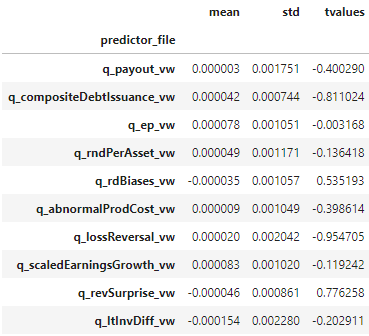 mean std tvalues
predictor_file
q_payout_vw 0.000003 0.001751 -0.400290
q_compositeDebtIssuance_vw 0.000042 0.000744 -0.811024
q_ep_vw 0.000078 0.001051 -0.003168
q_rndPerAsset_vw 0.000049 0.001171 -0.136418
q_rdBiases_vw -0.000035 0.001057 0.535193
q_abnormalProdCost_vw 0.000009 0.001049 -0.398614
q_lossReversal_vw 0.000020 0.002042 -0.954705
q_scaledEarningsGrowth_vw 0.000083 0.001020 -0.119242
q_revSurprise_vw -0.000046 0.000861 0.776258
q_ltInvDiff_vw -0.000154 0.002280 -0.202911